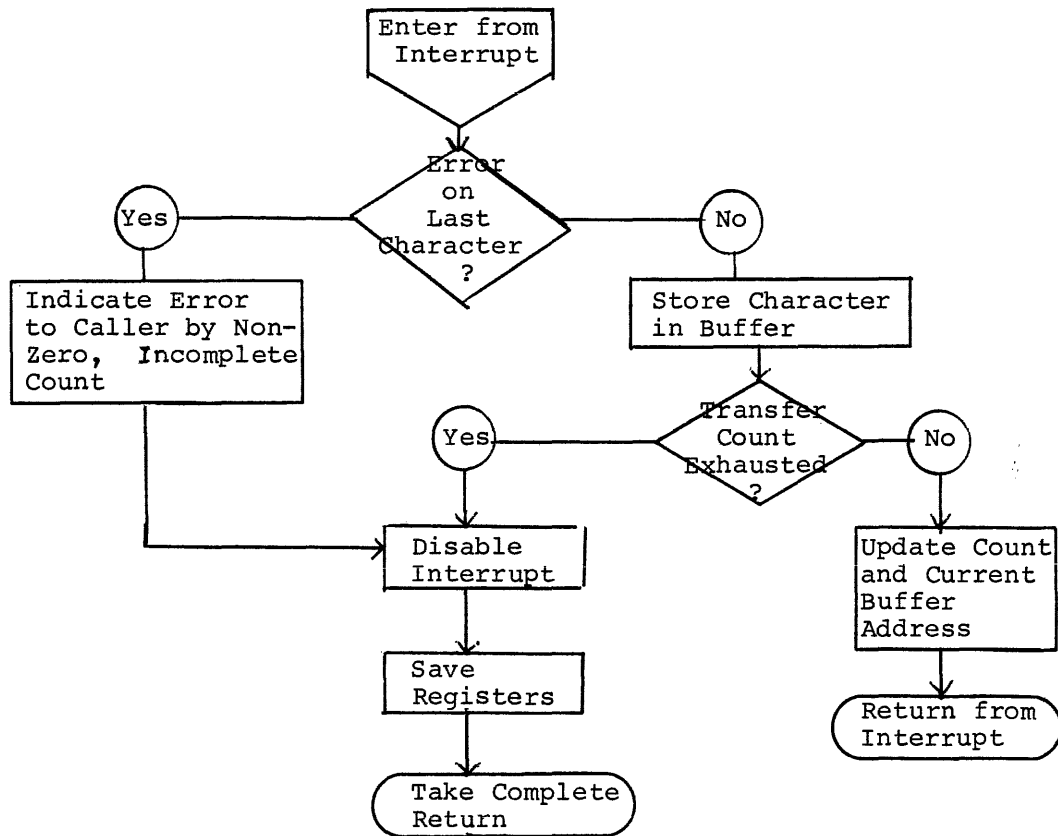 Enter from
Interrupt
Error
on
Last
Character
?
Yes
No
Indicate Error
to Caller by Non-
Zero, Incomplete
Count
Store Character
in Buffer
Transfer
Count
Exhausted
?
Yes
No
Disable
Interrupt
Update Count
and Current
Buffer
Address
Save
Registers
Return from
Interrupt
Take Complete
Return